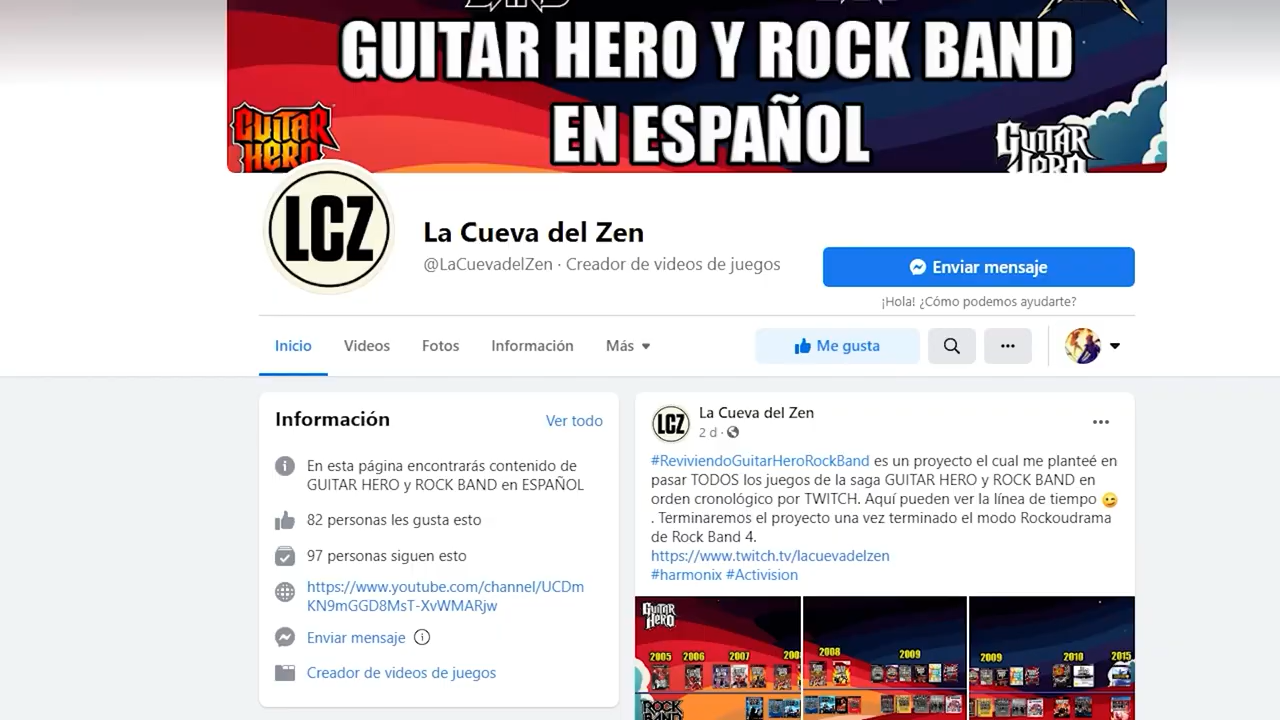 GUITAR HERO Y ROCK BAND
EN ESPAÑOL
GUITAR
HERO
GUITAR
HERO
LCZ
La Cueva del Zen
@LaCuevadelZen · Creador de videos de juegos
Enviar mensaje
¡Hola! ¿Cómo podemos ayudarte?
Inicio
Videos
Fotos
Información
Más
Me gusta
Información
Ver todo
En esta página encontrarás contenido de
GUITAR HERO y ROCK BAND en ESPAÑOL
82 personas les gusta esto
97 personas siguen esto
https://www.youtube.com/channel/UCDm
KN9mGGD8MsT-XvWMARjw
Enviar mensaje
Creador de videos de juegos
LCZ
La Cueva del Zen
2 d ·
#ReviviendoGuitarHeroRockBand es un proyecto el cual me planteé en
pasar TODOS los juegos de la saga GUITAR HERO y ROCK BAND en
orden cronológico por TWITCH. Aquí pueden ver la línea de tiempo 😉
. Terminaremos el proyecto una vez terminado el modo Rockoudrama
de Rock Band 4.
https://www.twitch.tv/lacuevadelzen
#harmonix #Activision
GUITAR
HERO
2005 2006 2007
2008 2009
2009 2010 2015
ROCK
BAND